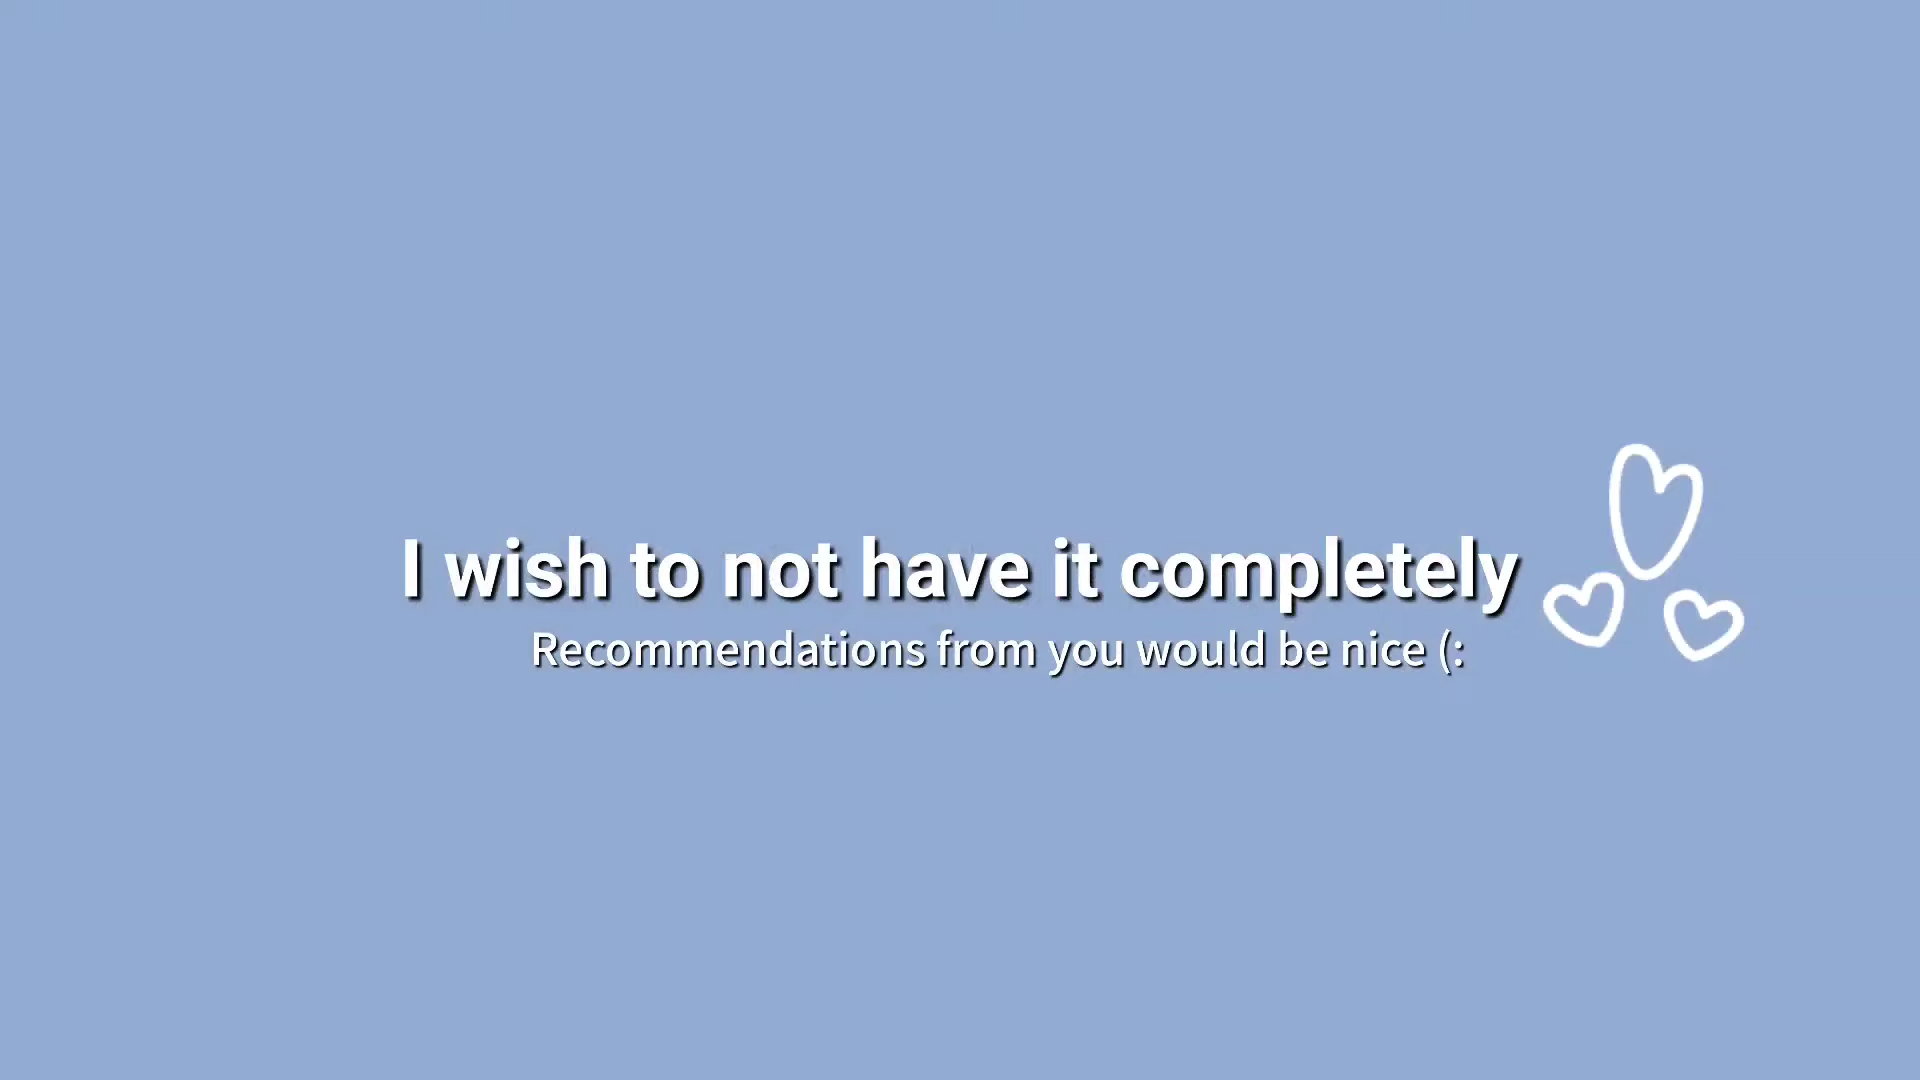 I wish to not have it completely
Recommendations from you would be nice (: